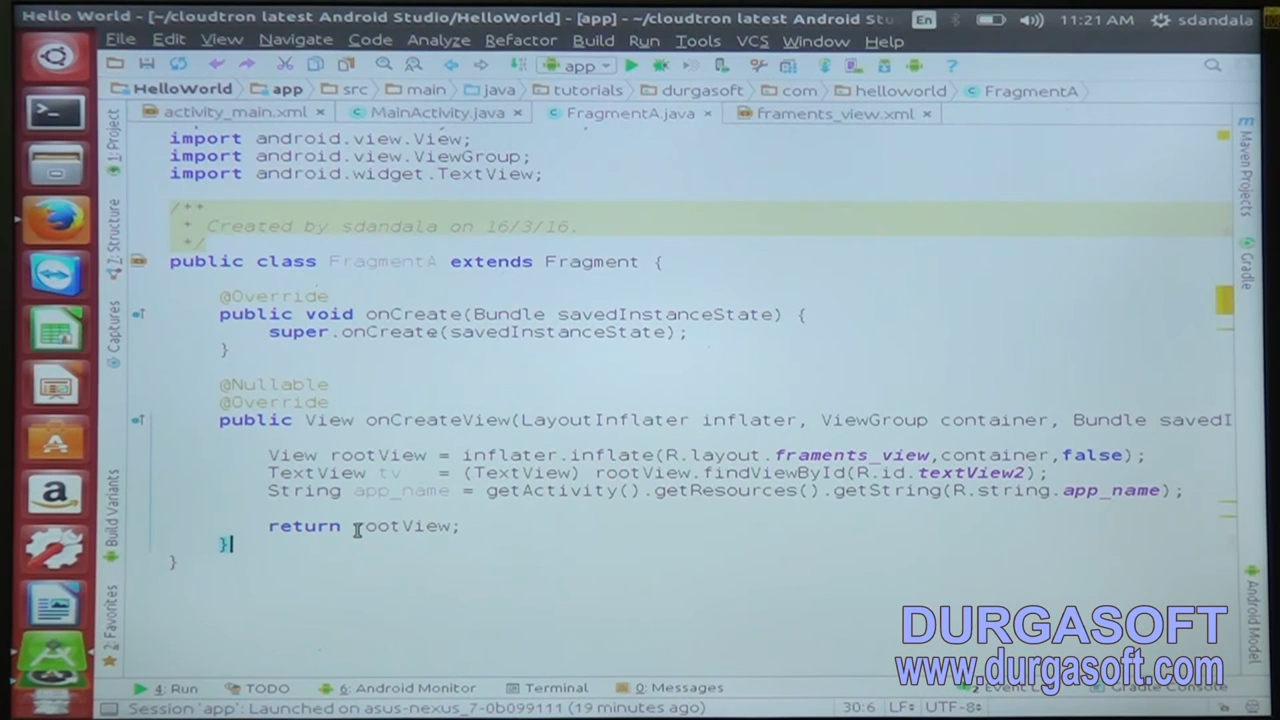 Hello World - [~/cloudtron latest Android Studio/HelloWorld] - [app] - ~/cloudtron latest Android Stu
En
11:21 AM
sdandala
File Edit View Navigate Code Analyze Refactor Build Run Tools VCS Window Help
app
HelloWorld app src main java tutorials durgasoft com helloworld FragmentA
activity_main.xml × MainActivity.java × FragmentA.java × framents_view.xml ×
1: Project
Z: Structure
Captures
Build Variants
2: Favorites
import android.view.View;
import android.view.ViewGroup;
import android.widget.TextView;
/**
* Created by sdandala on 16/3/16.
*/
public class FragmentA extends Fragment {
@Override
public void onCreate(Bundle savedInstanceState) {
super.onCreate(savedInstanceState);
}
@Nullable
@Override
public View onCreateView(LayoutInflater inflater, ViewGroup container, Bundle savedI
View rootView = inflater.inflate(R.layout.framents_view,container,false);
TextView tv = (TextView) rootView.findViewById(R.id.textView2);
String app_name = getActivity().getResources().getString(R.string.app_name);
return rootView;
}
}
Maven Projects
Gradle
Android Model
DURGASOFT
www.durgasoft.com
4: Run TODO 6: Android Monitor Terminal 0: Messages
Gradle Console
Session 'app': Launched on asus-nexus_7-0b099111 (19 minutes ago)
30:6 LF÷ UTF-8÷